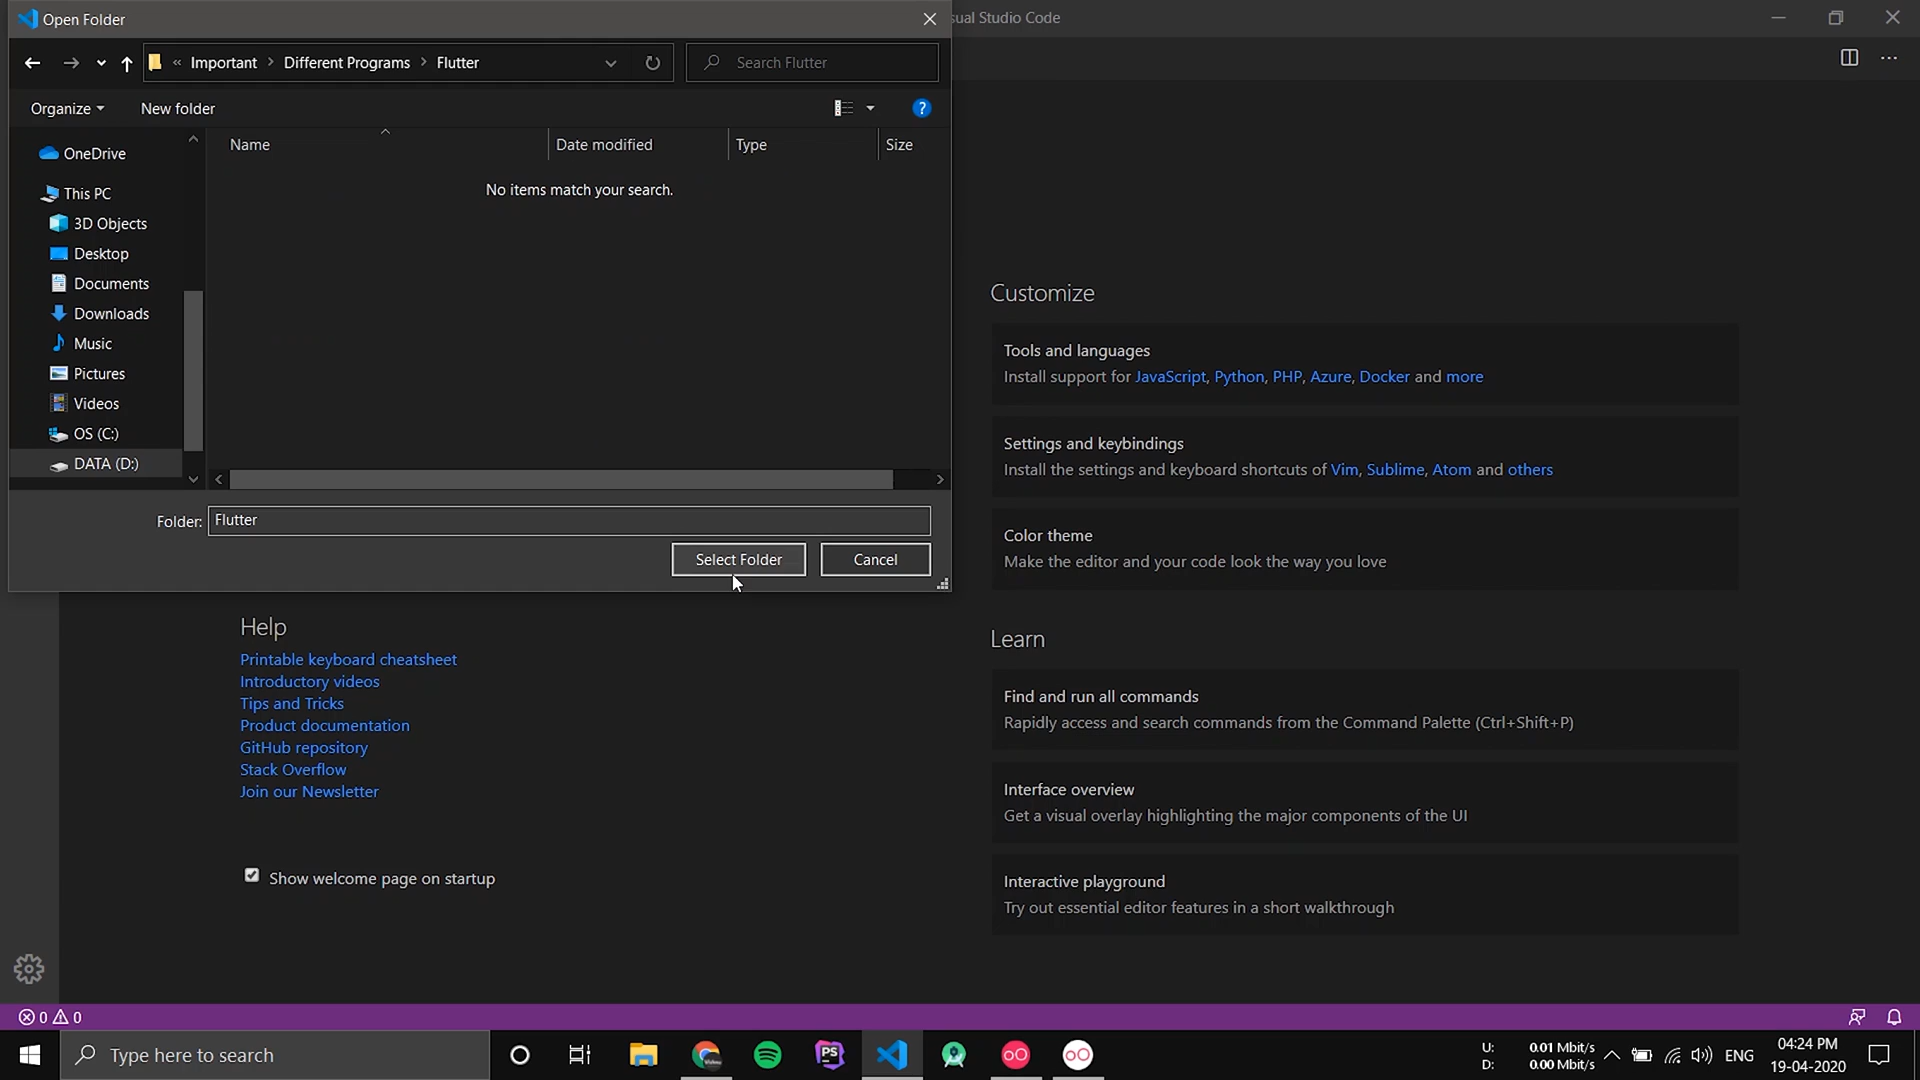 Open Folder
sual Studio Code
« Important > Different Programs > Flutter
Search Flutter
Organize
New folder
?
Name
Date modified
Type
Size
No items match your search.
OneDrive
This PC
3D Objects
Desktop
Documents
Downloads
Music
Pictures
Videos
OS (C:)
DATA (D:)
Folder: Flutter
Select Folder
Cancel
Customize
Tools and languages
Install support for JavaScript, Python, PHP, Azure, Docker and more
Settings and keybindings
Install the settings and keyboard shortcuts of Vim, Sublime, Atom and others
Color theme
Make the editor and your code look the way you love
Help
Printable keyboard cheatsheet
Introductory videos
Tips and Tricks
Product documentation
GitHub repository
Stack Overflow
Join our Newsletter
Show welcome page on startup
Learn
Find and run all commands
Rapidly access and search commands from the Command Palette (Ctrl+Shift+P)
Interface overview
Get a visual overlay highlighting the major components of the UI
Interactive playground
Try out essential editor features in a short walkthrough
0 0
Type here to search
PS
U: 0.01 Mbit/s
D: 0.00 Mbit/s
ENG
04:24 PM
19-04-2020